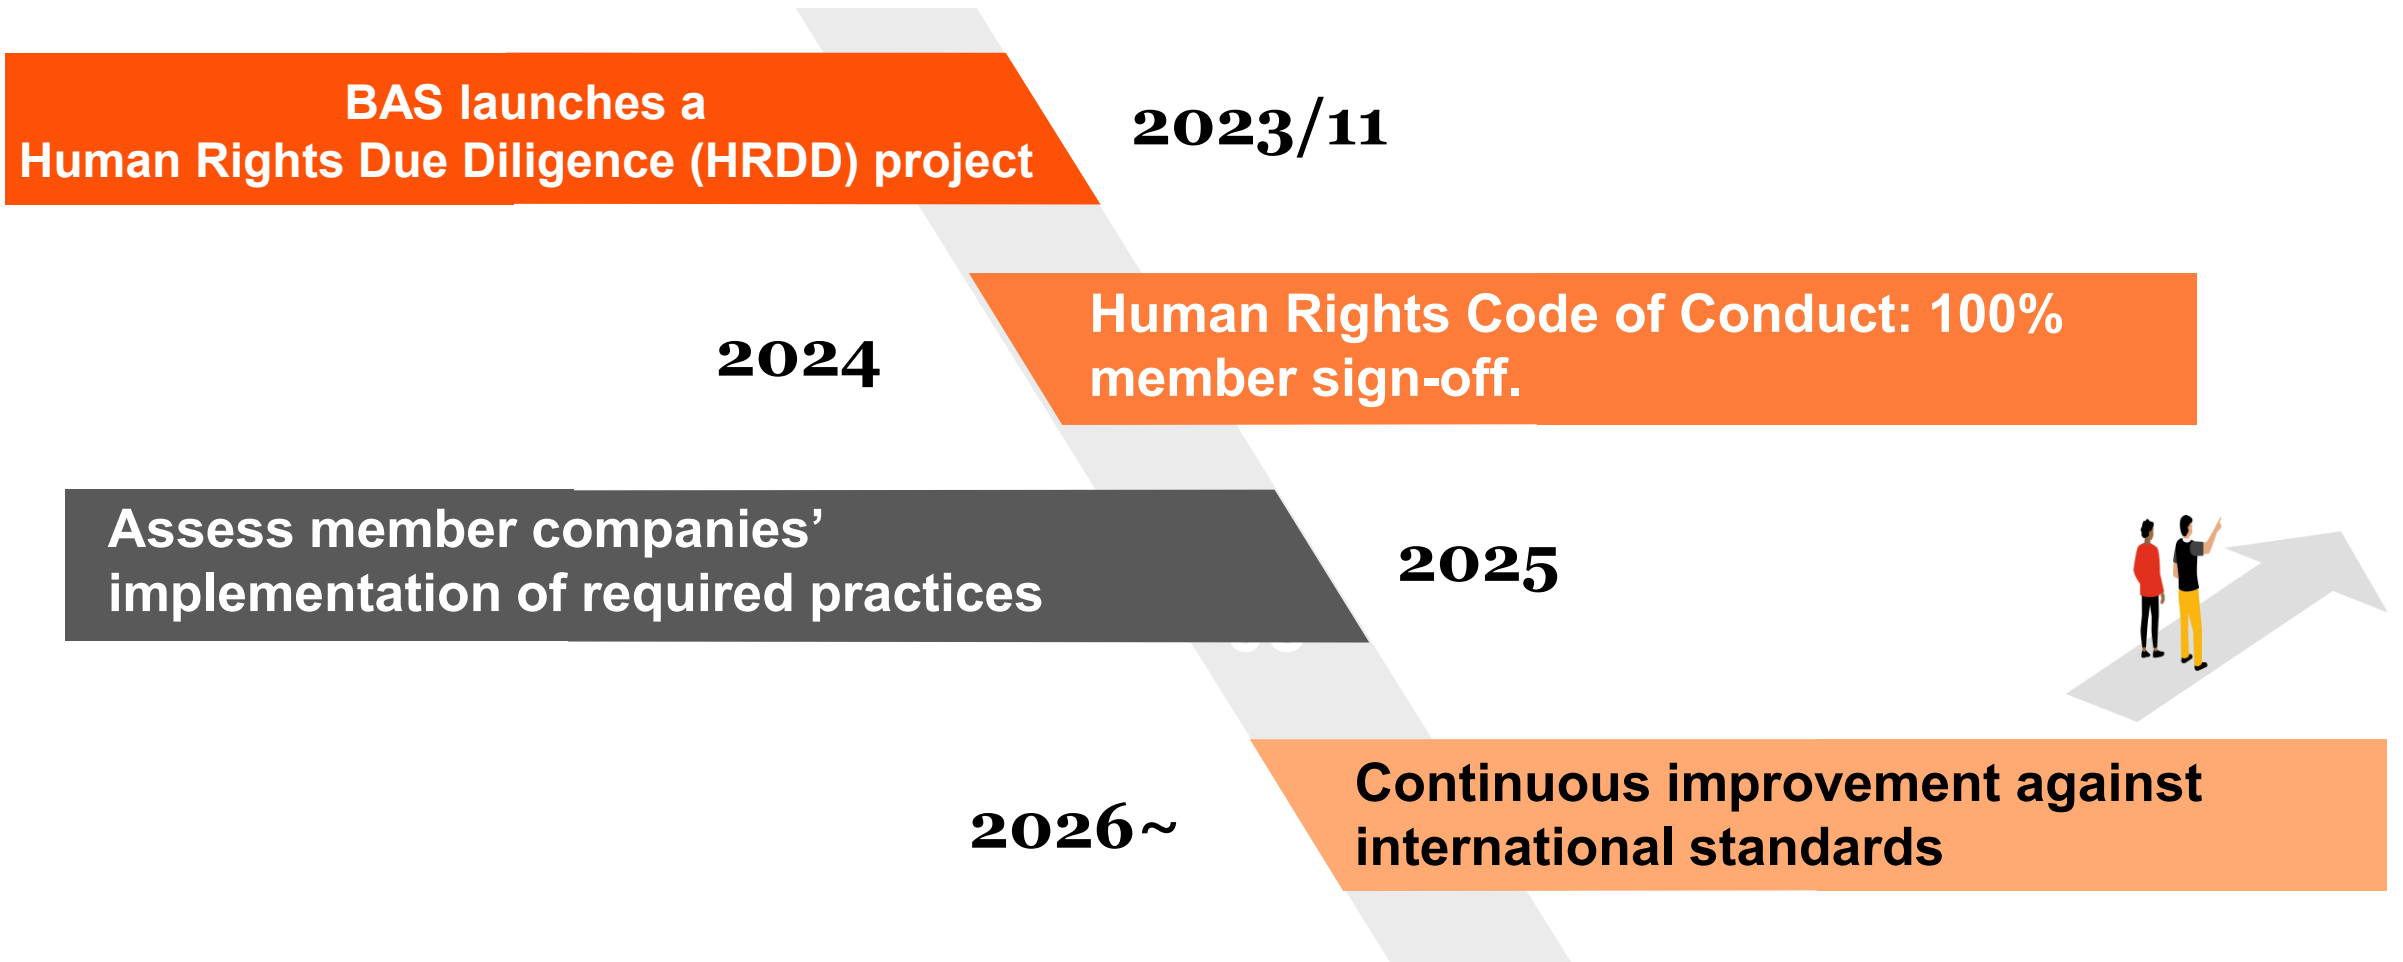 BAS launches a
Human Rights Due Diligence (HRDD) project
2023/11
2024
Human Rights Code of Conduct: 100%
member sign-off.
Assess member companies’
implementation of required practices
2025
2026~
Continuous improvement against
international standards